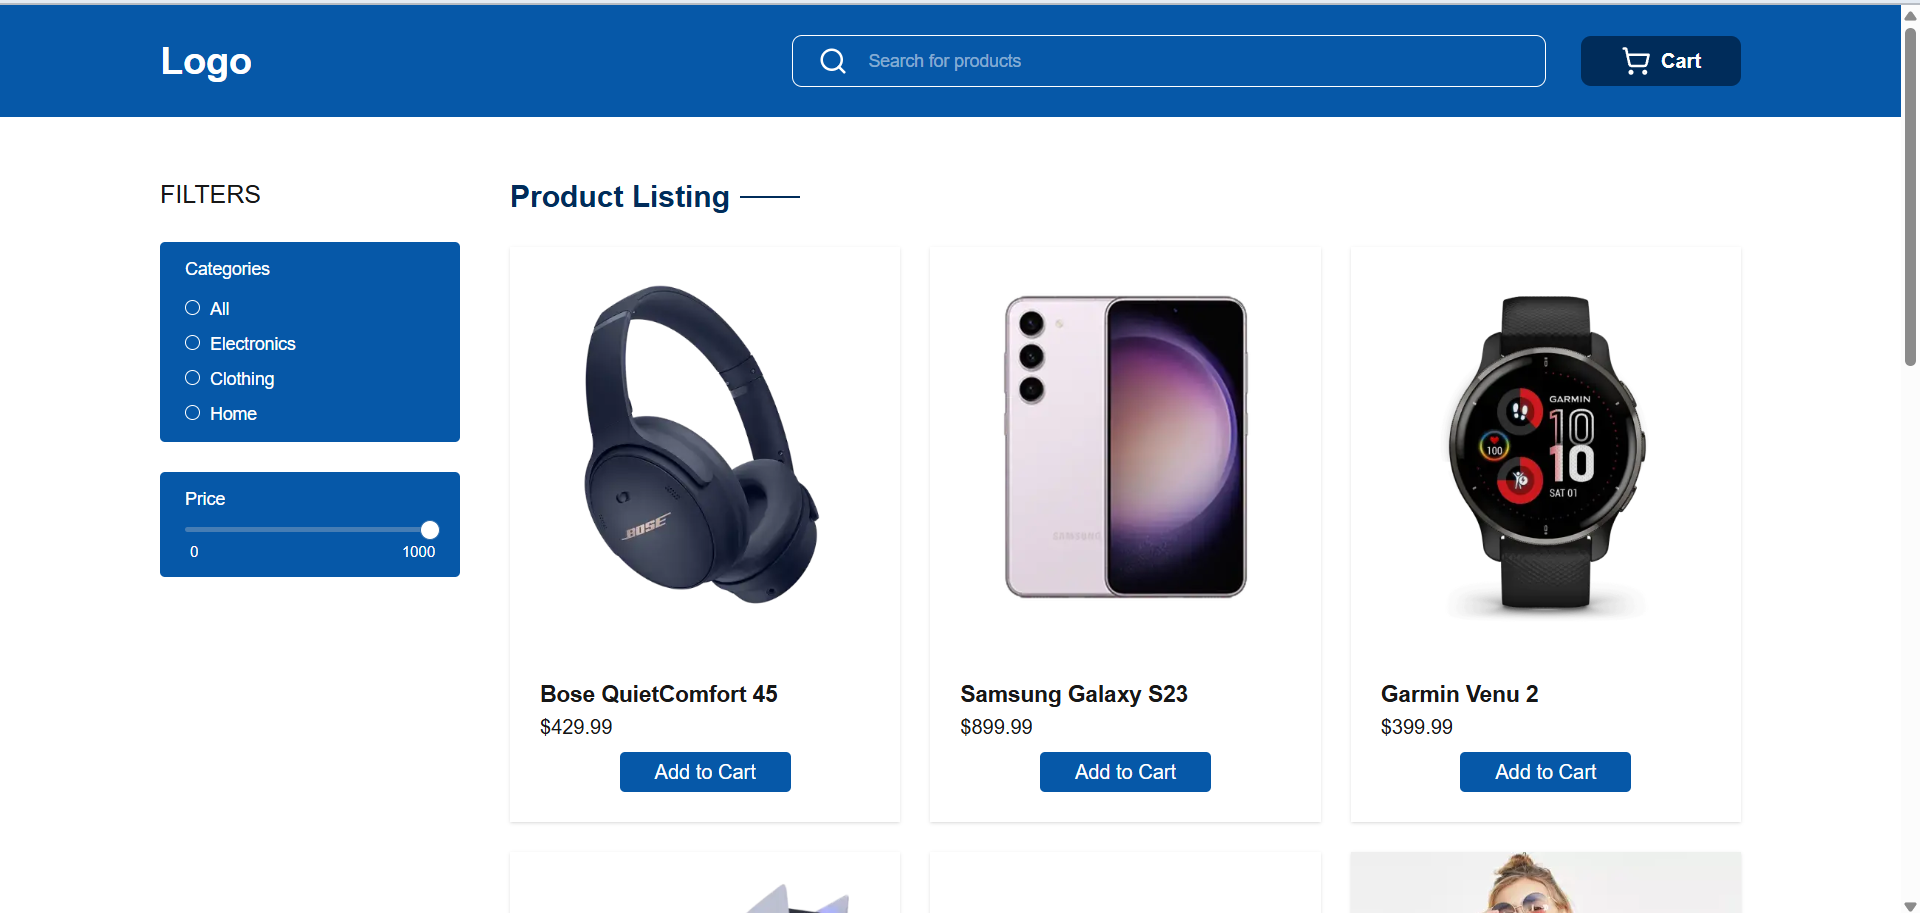 Logo
Search for products
Cart
FILTERS
Product Listing
Categories
All
Electronics
Clothing
Home
Price
0
1000
BOSE
SAMSUNG
GARMIN
10
10
100
SAT 01
Bose QuietComfort 45
$429.99
Add to Cart
Samsung Galaxy S23
$899.99
Add to Cart
Garmin Venu 2
$399.99
Add to Cart